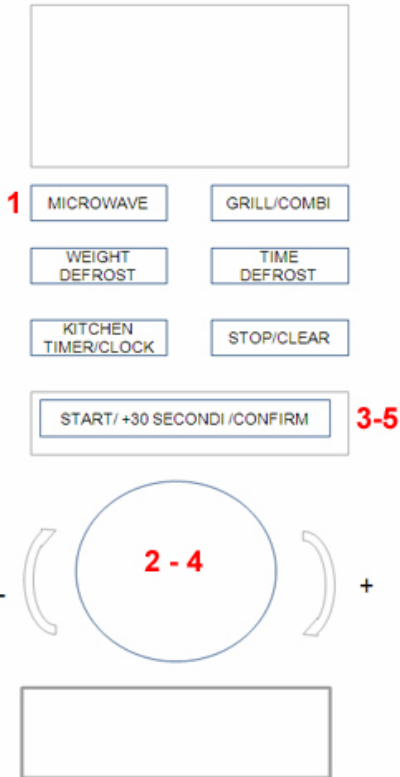 1 MICROWAVE GRILL/COMBI
WEIGHT DEFROST TIME DEFROST
KITCHEN TIMER/CLOCK STOP/CLEAR
START/ +30 SECONDI /CONFIRM 3-5
2 - 4
- +